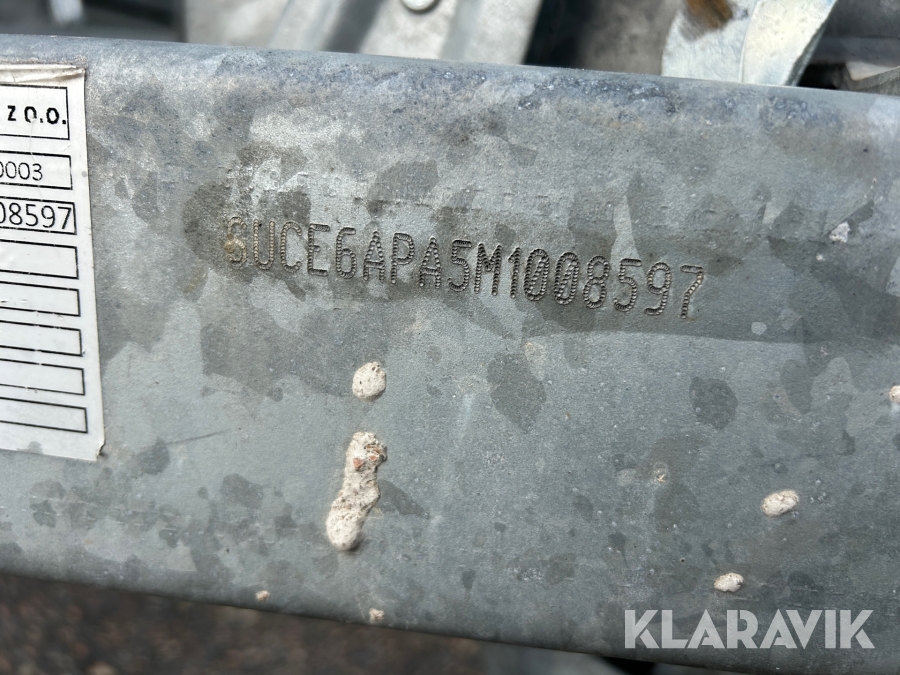 z o.o.
0003
08597
SUCE6APA5M1008597
KLARAVIK